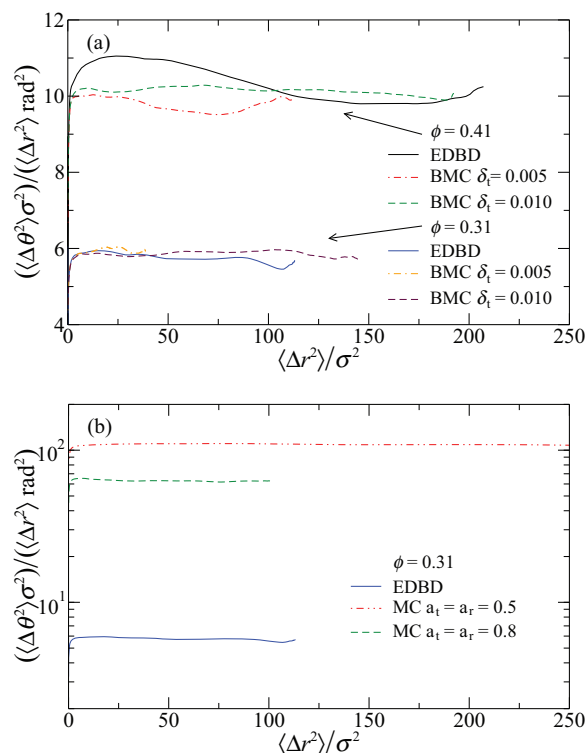 (a)
(⟨Δθ²⟩σ²)/(⟨Δr²⟩ rad²)
12
10
8
6
4
ϕ = 0.41
EDBD
BMC δt= 0.005
BMC δt = 0.010
ϕ = 0.31
EDBD
BMC δt = 0.005
BMC δt = 0.010
0 50 100 150 200 250
⟨Δr²⟩/σ²
(b)
(⟨Δθ²⟩σ²)/(⟨Δr²⟩ rad²)
10²
10¹
ϕ = 0.31
EDBD
MC at = ar = 0.5
MC at = ar = 0.8
0 50 100 150 200 250
⟨Δr²⟩/σ²